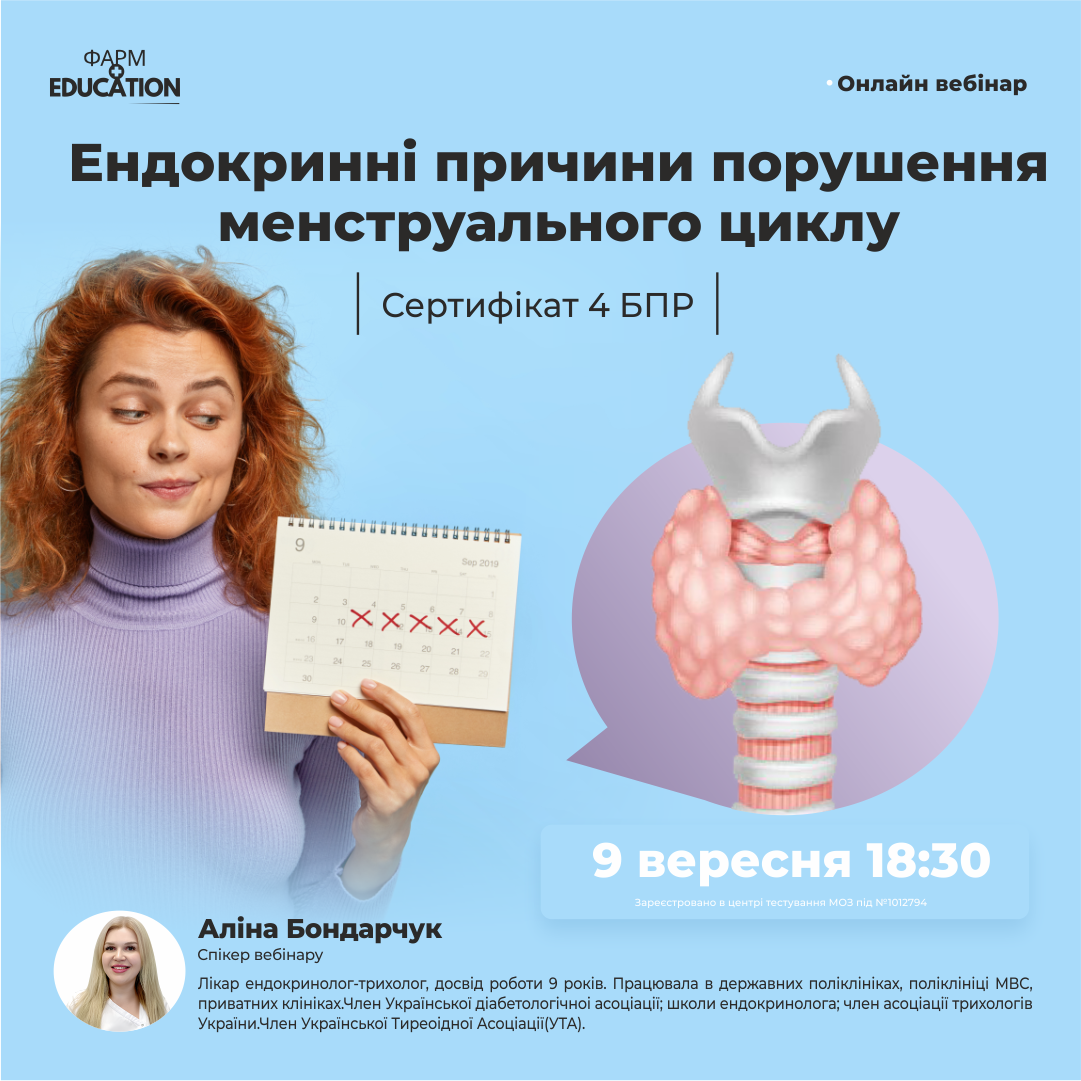 ФАРМ
EDUCATION
Онлайн вебінар
Ендокринні причини порушення
менструального циклу
Сертифікат 4 БПР
9
Sep 2019
1
2 3 4 5 6 7 8
9 10
16 17 18 19 20 21 22
23 24 25 26 27 28 29
30
9 вересня 18:30
Зареєстровано в центрі тестування МОЗ під №1012794
Аліна Бондарчук
Спікер вебінару
Лікар ендокринолог-трихолог, досвід роботи 9 років. Працювала в державних поліклініках, поліклініці МВС,
приватних клініках.Член Української діабетологічної асоціації; школи ендокринолога; член асоціації трихологів
України.Член Української Тиреоідної Асоціації(УТА).